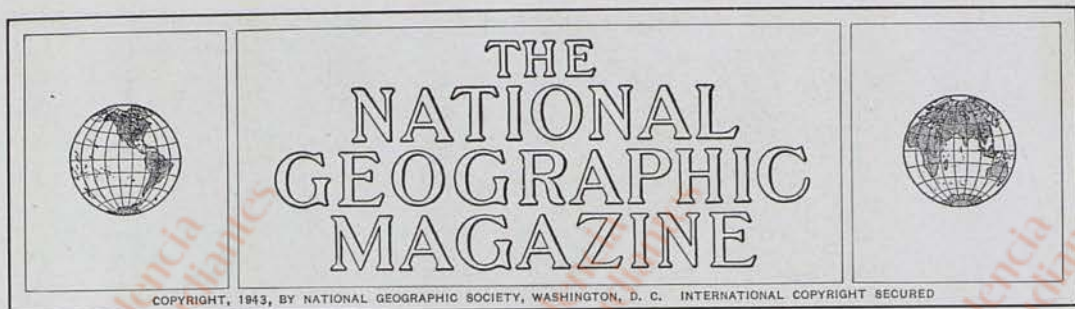 THE
NATIONAL
GEOGRAPHIC
MAGAZINE
COPYRIGHT, 1943, BY NATIONAL GEOGRAPHIC SOCIETY, WASHINGTON, D. C. INTERNATIONAL COPYRIGHT SECURED